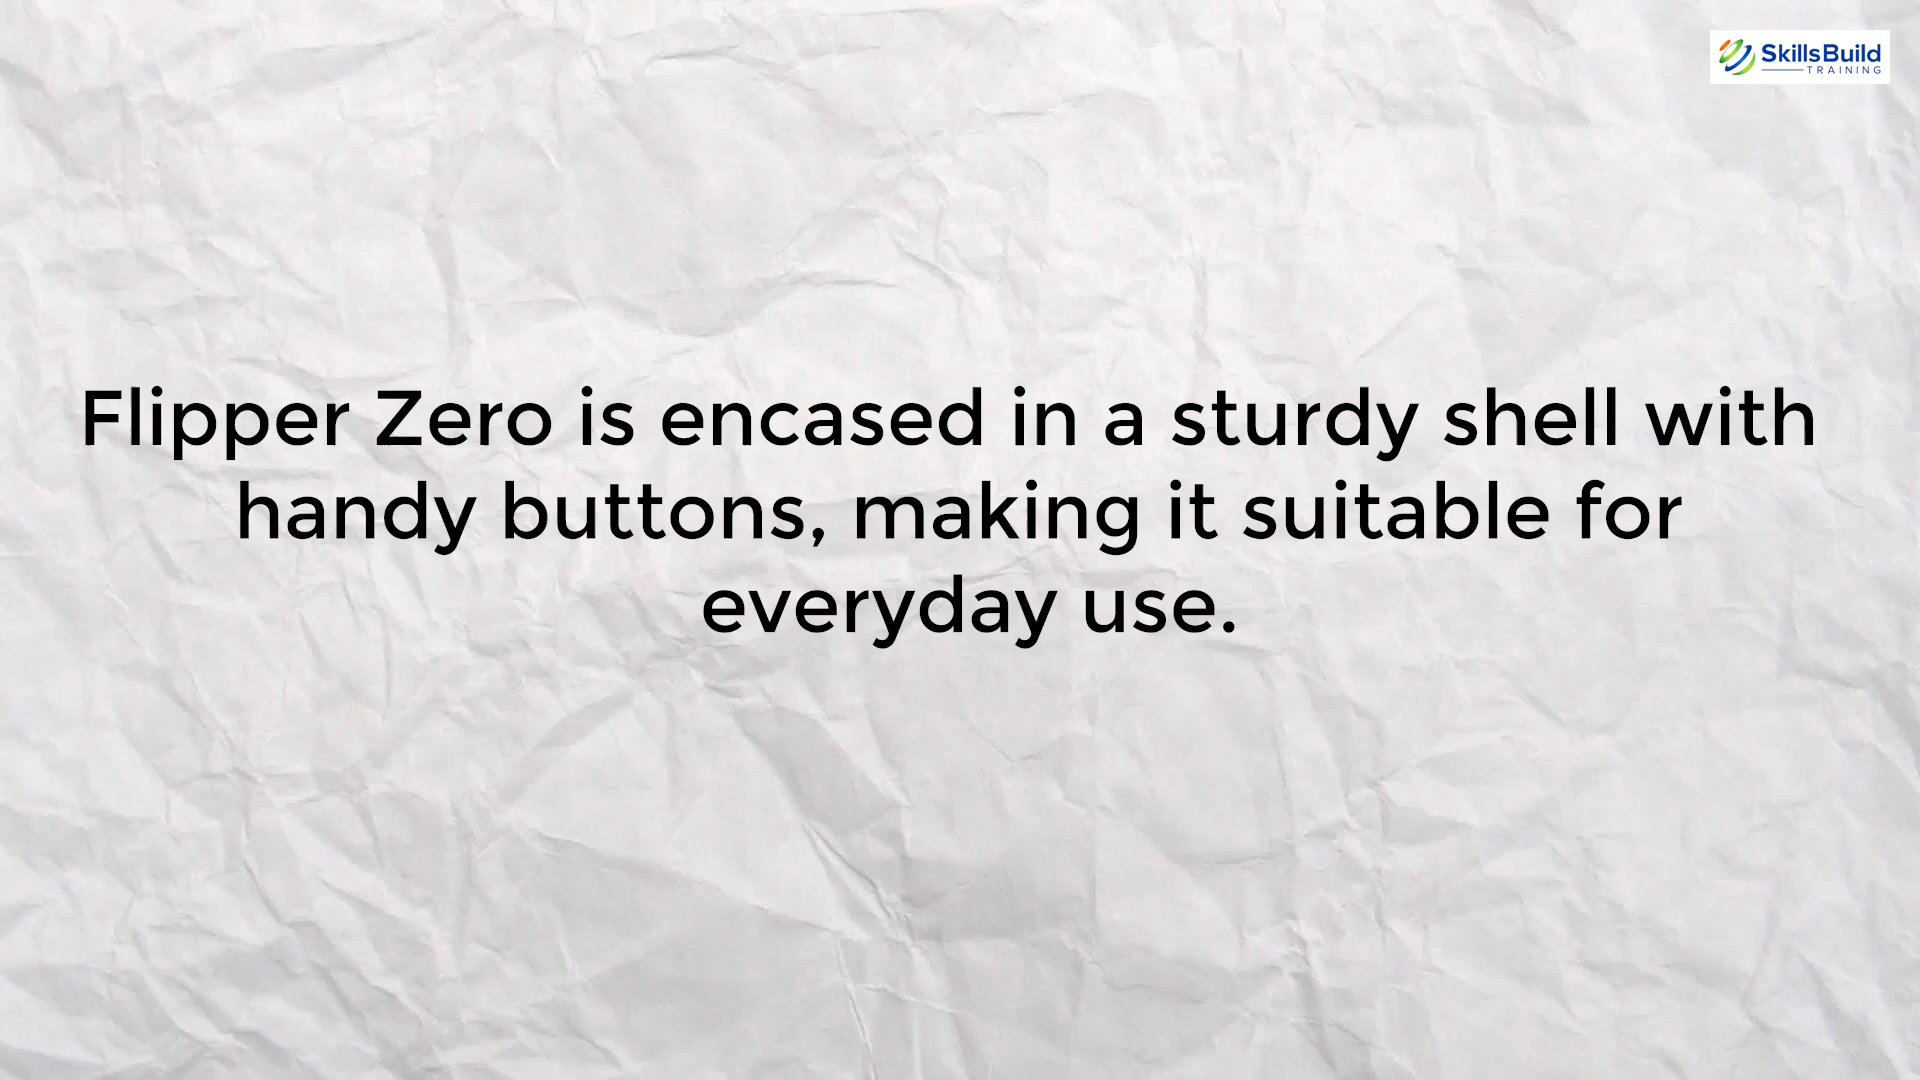 SkillsBuild
TRAINING
Flipper Zero is encased in a sturdy shell with
handy buttons, making it suitable for
everyday use.